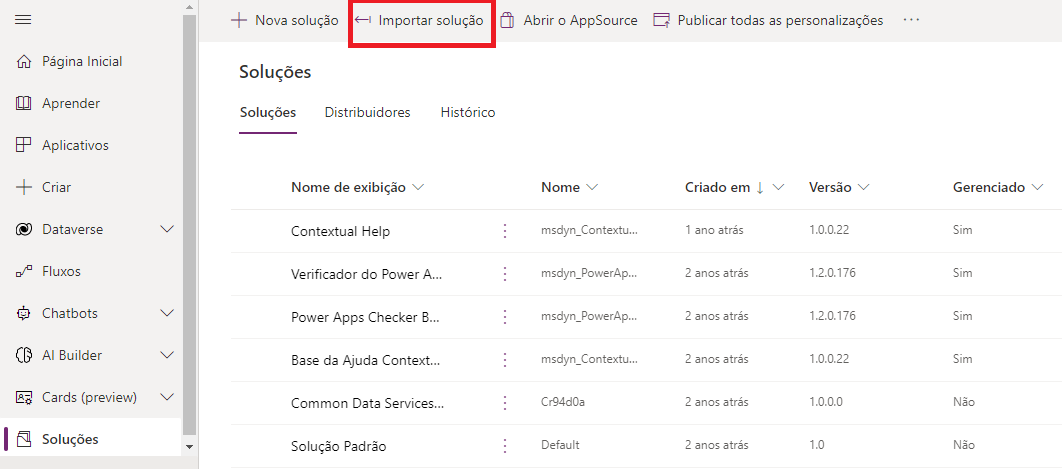 Nova solução Importar solução Abrir o AppSource Publicar todas as personalizações ...
Página Inicial
Aprender
Aplicativos
Criar
Dataverse
Fluxos
Chatbots
AI Builder
Cards (preview)
Soluções
Soluções
Soluções Distribuidores Histórico
Nome de exibição Nome Criado em Versão Gerenciado
Contextual Help msdyn_Contextu... 1 ano atrás 1.0.0.22 Sim
Verificador do Power A... msdyn_PowerAp... 2 anos atrás 1.2.0.176 Sim
Power Apps Checker B... msdyn_PowerAp... 2 anos atrás 1.2.0.176 Sim
Base da Ajuda Context... msdyn_Contextu... 2 anos atrás 1.0.0.22 Sim
Common Data Services... Cr94d0a 2 anos atrás 1.0.0.0 Não
Solução Padrão Default 2 anos atrás 1.0 Não